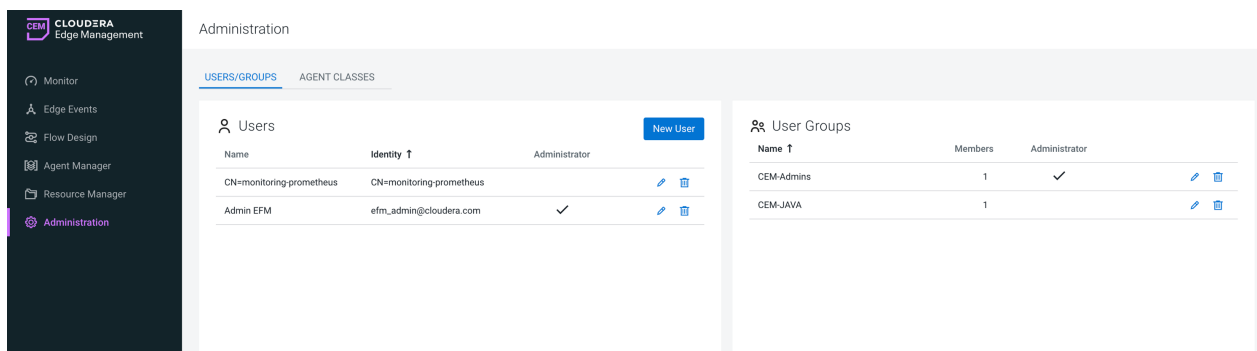 CEM CLOUDERA
Edge Management
Administration
Monitor
Edge Events
Flow Design
Agent Manager
Resource Manager
Administration
USERS/GROUPS AGENT CLASSES
Users New User
Name Identity ↑ Administrator
CN=monitoring-prometheus CN=monitoring-prometheus
Admin EFM efm_admin@cloudera.com ✓
User Groups
Name ↑ Members Administrator
CEM-Admins 1 ✓
CEM-JAVA 1